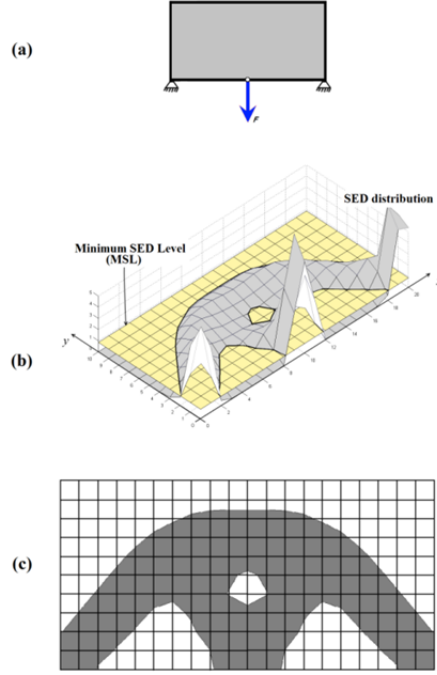 (a)
F
SED distribution
Minimum SED Level
(MSL)
y
(b)
(c)